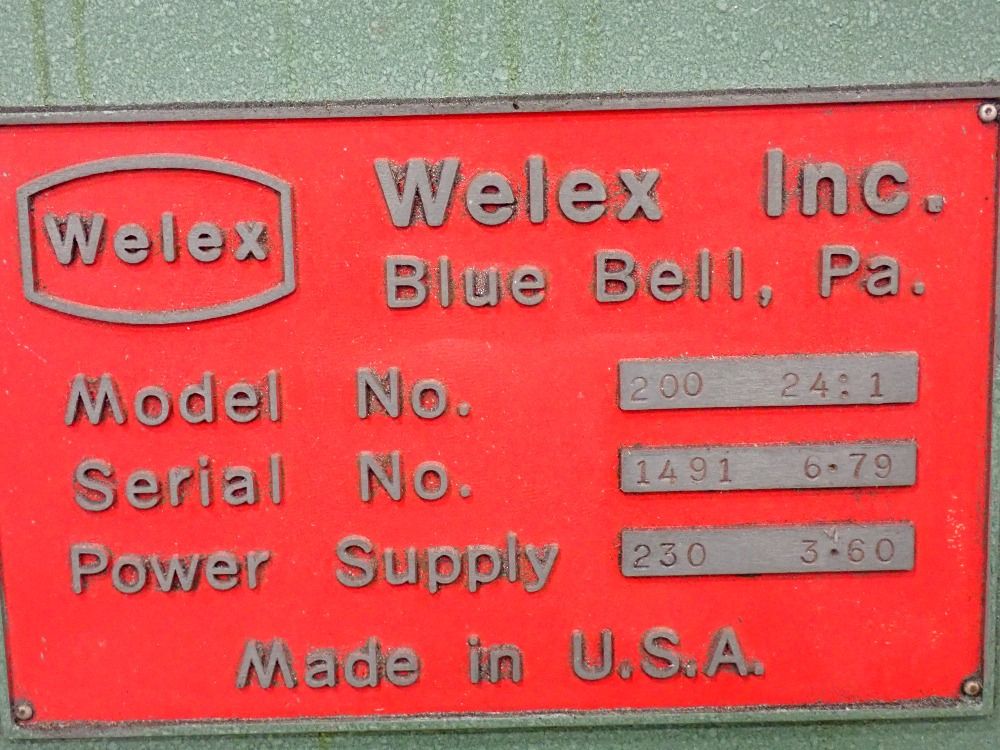 Welex
Welex Inc.
Blue Bell, Pa.
Model No. 200 24:1
Serial No. 1491 6·79
Power Supply 230 3·60
Made in U.S.A.